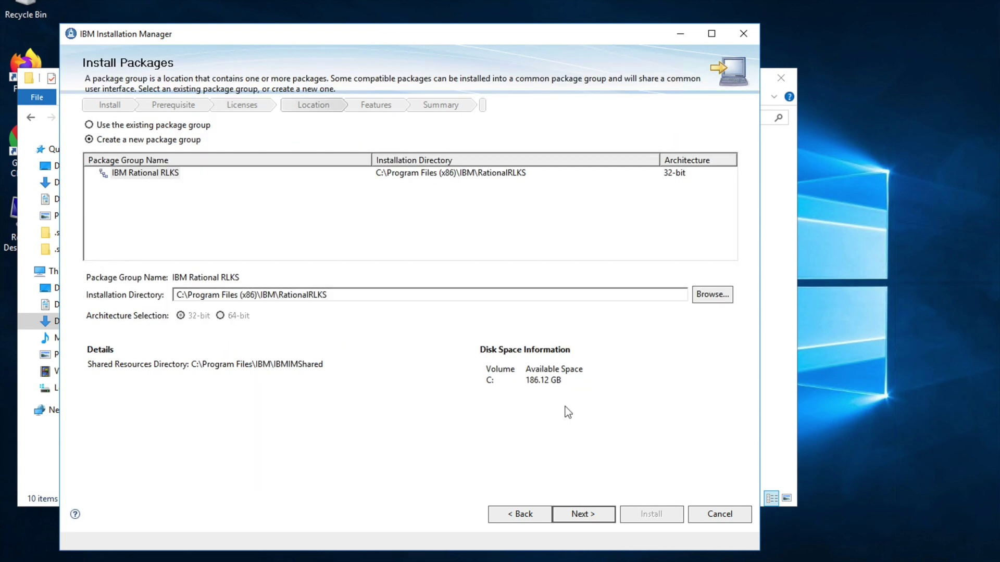 Recycle Bin
IBM Installation Manager
Install Packages
A package group is a location that contains one or more packages. Some compatible packages can be installed into a common package group and will share a common
user interface. Select an existing package group, or create a new one.
File
Install Prerequisite Licenses Location Features Summary
Use the existing package group
Create a new package group
Package Group Name Installation Directory Architecture
IBM Rational RLKS C:\Program Files (x86)\IBM\RationalRLKS 32-bit
Package Group Name: IBM Rational RLKS
Installation Directory: C:\Program Files (x86)\IBM\RationalRLKS Browse...
Architecture Selection: 32-bit 64-bit
Details Disk Space Information
Shared Resources Directory: C:\Program Files\IBM\IBMIMShared
Volume Available Space
C: 186.12 GB
10 items
< Back Next > Install Cancel